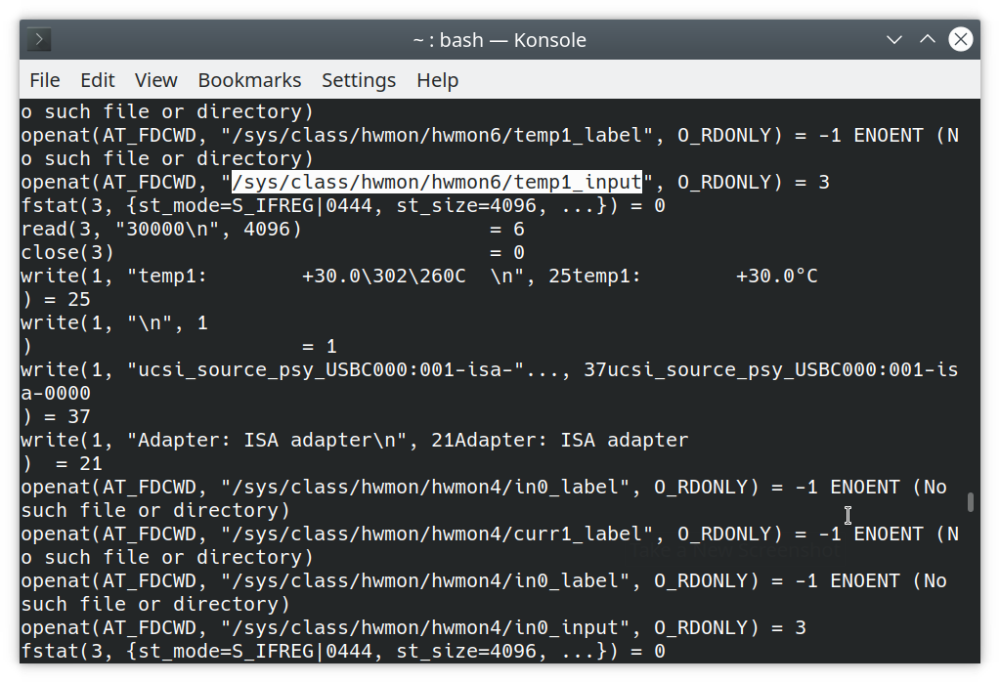 ~ : bash — Konsole
File Edit View Bookmarks Settings Help
o such file or directory)
openat(AT_FDCWD, "/sys/class/hwmon/hwmon6/temp1_label", O_RDONLY) = -1 ENOENT (N
o such file or directory)
openat(AT_FDCWD, "/sys/class/hwmon/hwmon6/temp1_input", O_RDONLY) = 3
fstat(3, {st_mode=S_IFREG|0444, st_size=4096, ...}) = 0
read(3, "30000\n", 4096)                = 6
close(3)                                = 0
write(1, "temp1:        +30.0\302\260C  \n", 25temp1:        +30.0°C
) = 25
write(1, "\n", 1
)                       = 1
write(1, "ucsi_source_psy_USBC000:001-isa-"..., 37ucsi_source_psy_USBC000:001-is
a-0000
) = 37
write(1, "Adapter: ISA adapter\n", 21Adapter: ISA adapter
)  = 21
openat(AT_FDCWD, "/sys/class/hwmon/hwmon4/in0_label", O_RDONLY) = -1 ENOENT (No
such file or directory)
openat(AT_FDCWD, "/sys/class/hwmon/hwmon4/curr1_label", O_RDONLY) = -1 ENOENT (N
o such file or directory)
openat(AT_FDCWD, "/sys/class/hwmon/hwmon4/in0_label", O_RDONLY) = -1 ENOENT (No
such file or directory)
openat(AT_FDCWD, "/sys/class/hwmon/hwmon4/in0_input", O_RDONLY) = 3
fstat(3, {st_mode=S_IFREG|0444, st_size=4096, ...}) = 0